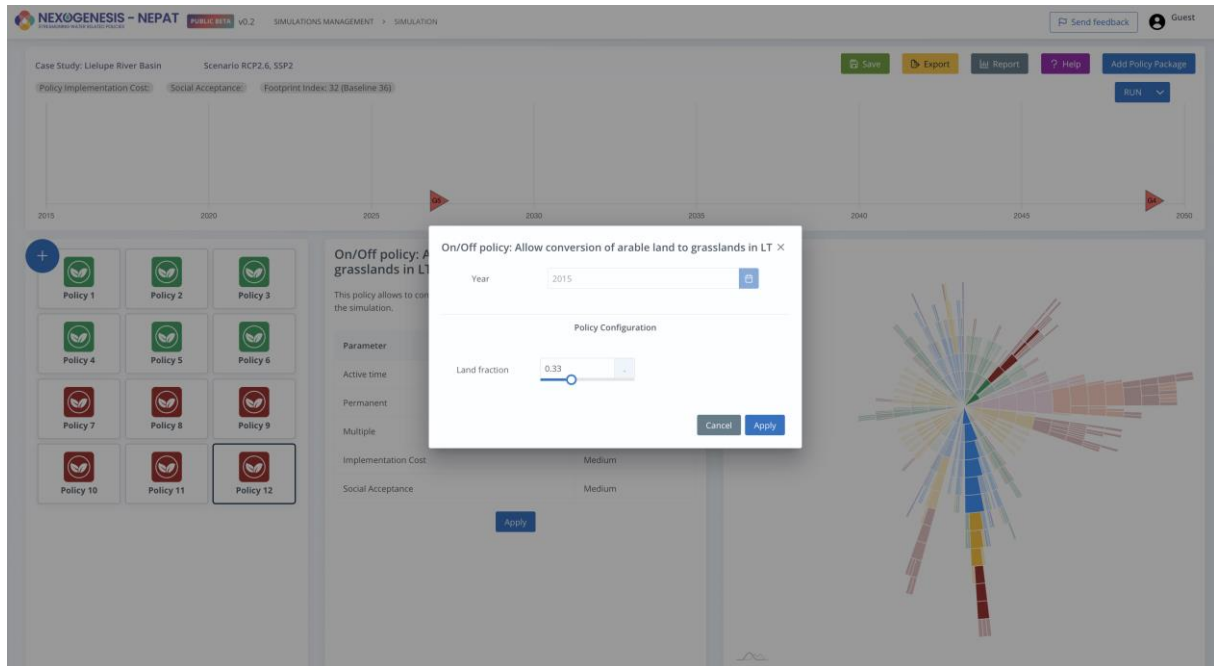 NEXOGENESIS – NEPAT PUBLIC BETA v0.2 SIMULATIONS MANAGEMENT > SIMULATION Send feedback Guest
STREAMLINING WATER RELATED POLICIES
Case Study: Lielupe River Basin Scenario RCP2.6, SSP2 Save Export Report ? Help Add Policy Package
Policy Implementation Cost: Social Acceptance: Footprint Index: 32 (Baseline 36) RUN
G5 G4
2015 2020 2025 2030 2035 2040 2045 2050
On/Off policy: Allow conversion of arable land to grasslands in LT ×
Year 2015
Policy Configuration
Land fraction 0.33
Cancel Apply
+
Policy 1 Policy 2 Policy 3
Policy 4 Policy 5 Policy 6
Policy 7 Policy 8 Policy 9
Policy 10 Policy 11 Policy 12
On/Off policy: A
grasslands in LT
This policy allows to con
the simulation.
Parameter
Active time
Permanent
Multiple
Implementation Cost Medium
Social Acceptance Medium
Apply